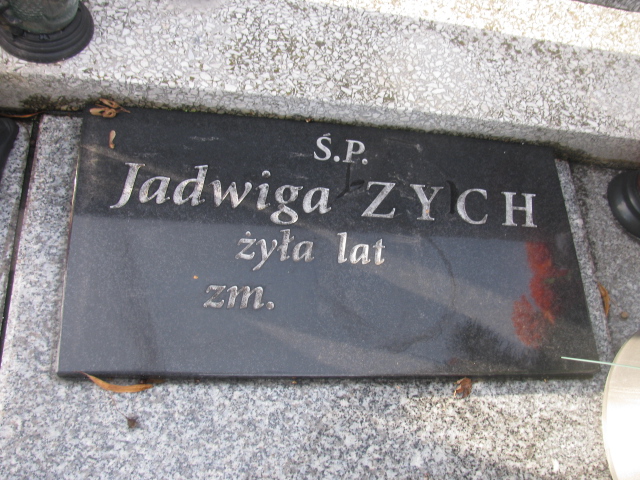 Ś.P.
Jadwiga ZYCH
żyła lat
zm.